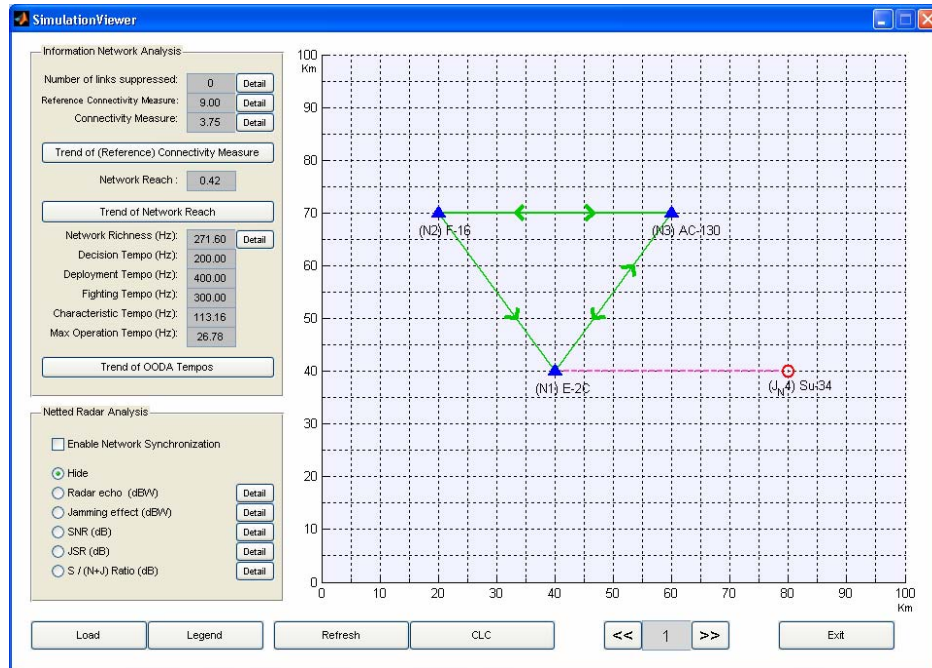 SimulationViewer
Information Network Analysis
Number of links suppressed: 0 Detail
Reference Connectivity Measure: 9.00 Detail
Connectivity Measure: 3.75 Detail
Trend of (Reference) Connectivity Measure
Network Reach : 0.42
Trend of Network Reach
Network Richness (Hz): 271.60 Detail
Decision Tempo (Hz): 200.00
Deployment Tempo (Hz): 400.00
Fighting Tempo (Hz): 300.00
Characteristic Tempo (Hz): 113.16
Max Operation Tempo (Hz): 26.78
Trend of OODA Tempos
Netted Radar Analysis
Enable Network Synchronization
Hide
Radar echo (dBW) Detail
Jamming effect (dBW) Detail
SNR (dB) Detail
JSR (dB) Detail
S / (N+J) Ratio (dB) Detail
100
Km
90
80
70
60
50
40
30
20
10
0
(N2) F-16
(N3) AC-130
(N1) E-2C
(J_N4) Su-34
0 10 20 30 40 50 60 70 80 90 100
Km
Load Legend Refresh CLC << 1 >> Exit